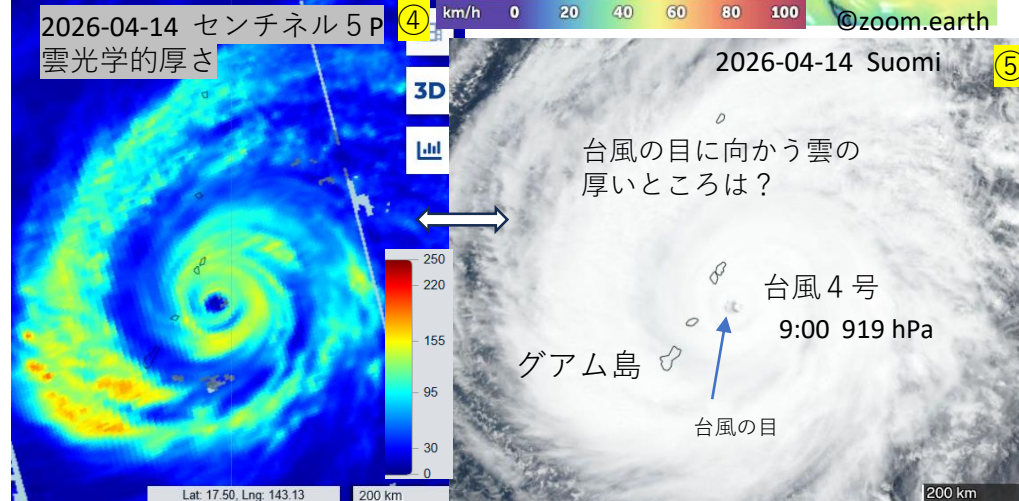 2026-04-14 センチネル５P
雲光学的厚さ
④
km/h 0 20 40 60 80 100
©zoom.earth
2026-04-14 Suomi
⑤
3D
台風の目に向かう雲の
厚いところは？
250
220
155
95
30
0
台風４号
9:00 919 hPa
グアム島
台風の目
Lat: 17.50, Lng: 143.13
200 km
200 km